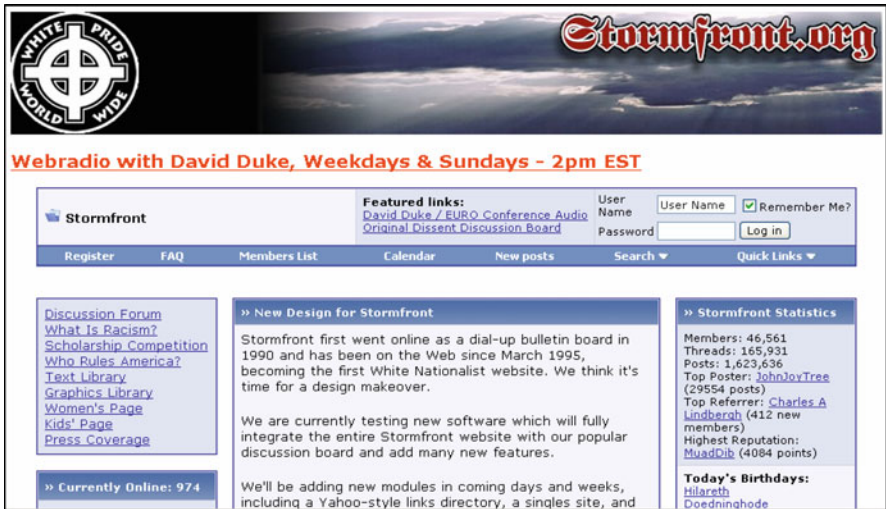 WHITE PRIDE WORLD WIDE
Stormfront.org
Webradio with David Duke, Weekdays & Sundays - 2pm EST
Stormfront
Featured links:
David Duke / EURO Conference Audio
Original Dissent Discussion Board
User Name
User Name
Remember Me?
Password
Log in
Register FAQ Members List Calendar New posts Search Quick Links
Discussion Forum
What Is Racism?
Scholarship Competition
Who Rules America?
Text Library
Graphics Library
Women's Page
Kids' Page
Press Coverage
» Currently Online: 974
» New Design for Stormfront
Stormfront first went online as a dial-up bulletin board in
1990 and has been on the Web since March 1995,
becoming the first White Nationalist website. We think it's
time for a design makeover.
We are currently testing new software which will fully
integrate the entire Stormfront website with our popular
discussion board and add many new features.
We'll be adding new modules in coming days and weeks,
including a Yahoo-style links directory, a singles site, and
» Stormfront Statistics
Members: 46,561
Threads: 165,931
Posts: 1,623,636
Top Poster: JohnJoyTree
(29554 posts)
Top Referrer: Charles A
Lindbergh (412 new
members)
Highest Reputation:
MuadDib (4084 points)
Today's Birthdays:
Hilareth
Doedninghode